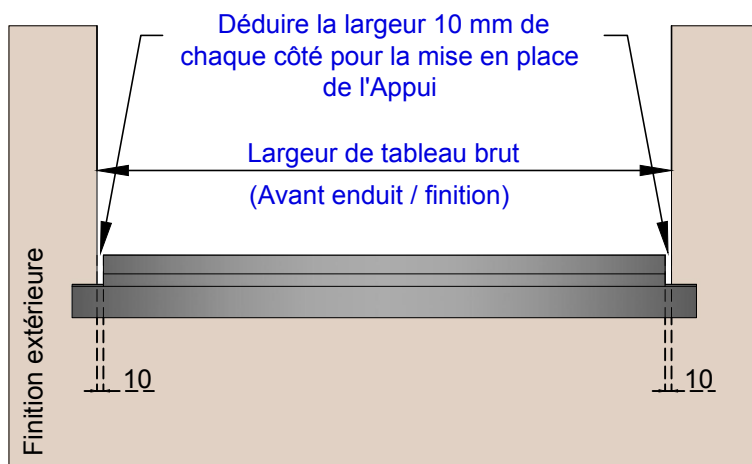 Déduire la largeur 10 mm de
chaque côté pour la mise en place
de l'Appui
Largeur de tableau brut
(Avant enduit / finition)
Finition extérieure
10
10